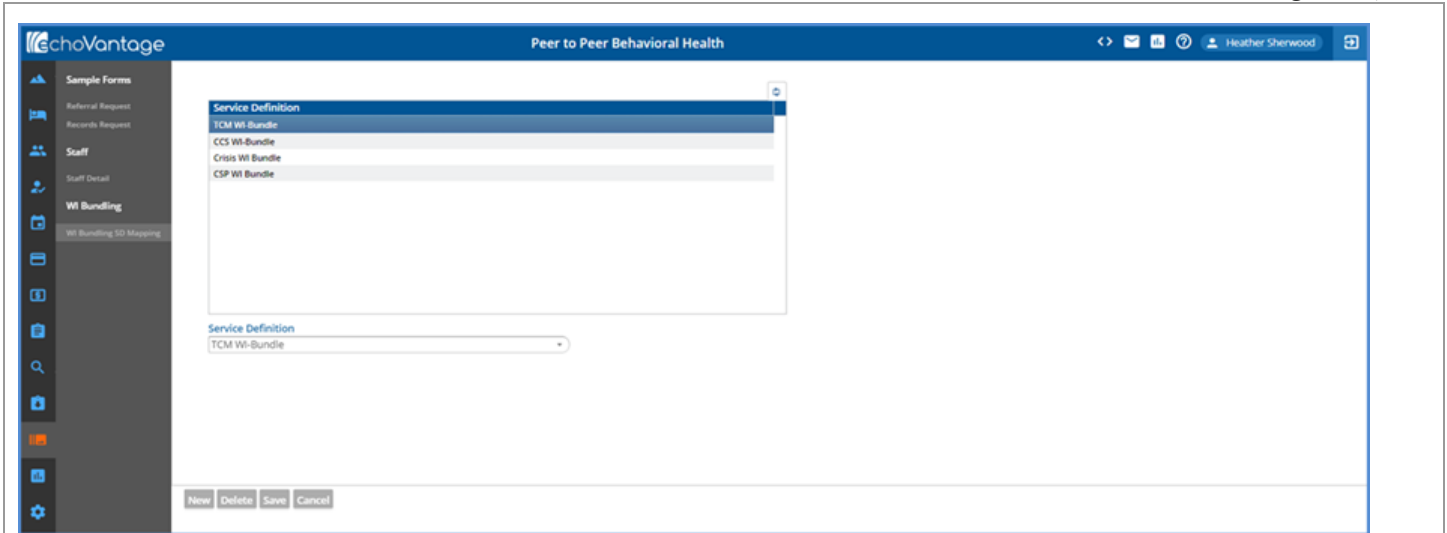 EchoVantage
Peer to Peer Behavioral Health
Heather Sherwood
Sample Forms
Referral Request
Records Request
Staff
Staff Detail
WI Bundling
WI Bundling SD Mapping
Service Definition
TCM WI-Bundle
CCS WI-Bundle
Crisis WI Bundle
CSP WI Bundle
Service Definition
TCM WI-Bundle
New Delete Save Cancel